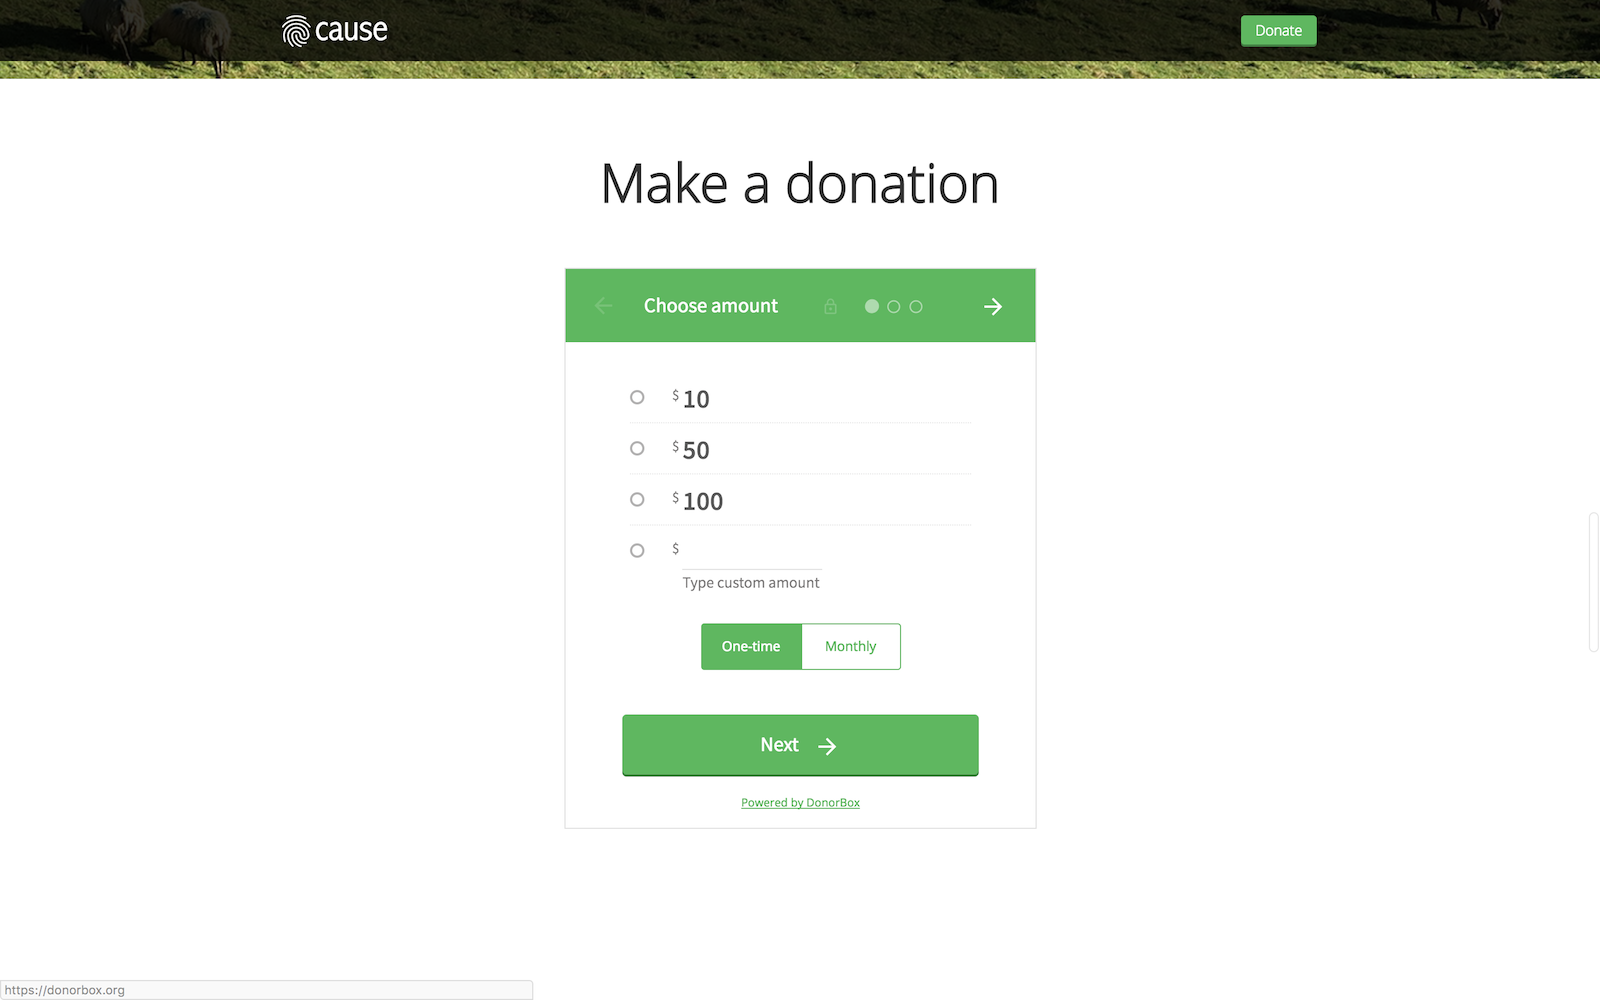 cause
Donate
Make a donation
Choose amount
$ 10
$ 50
$ 100
$
Type custom amount
One-time Monthly
Next
Powered by DonorBox
https://donorbox.org